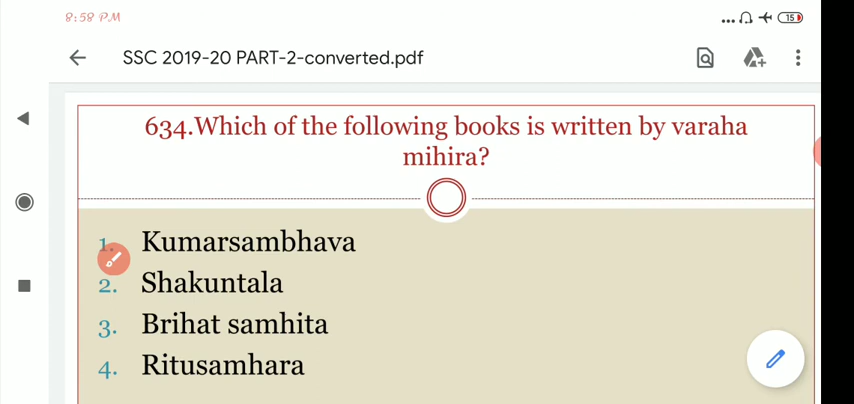 8:58 PM
... 15
SSC 2019-20 PART-2-converted.pdf
634.Which of the following books is written by varaha
mihira?
1. Kumarsambhava
2. Shakuntala
3. Brihat samhita
4. Ritusamhara